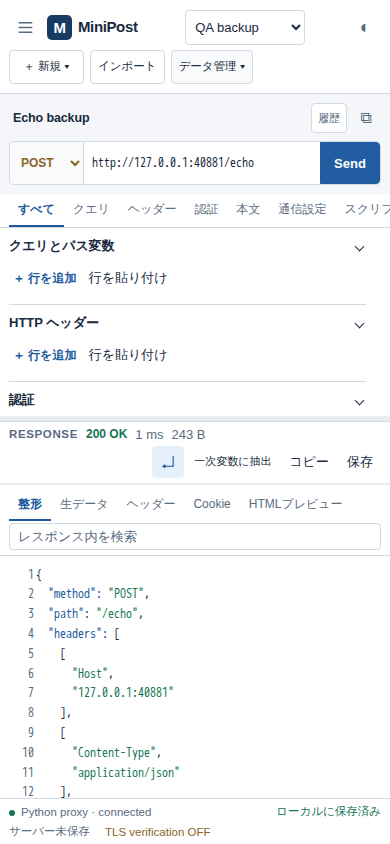 M MiniPost QA backup
＋ 新規 ▾ インポート データ管理 ▾
Echo backup 履歴
POST http://127.0.0.1:40881/echo Send
すべて クエリ ヘッダー 認証 本文 通信設定 スクリプ
クエリとパス変数
＋ 行を追加 行を貼り付け
HTTP ヘッダー
＋ 行を追加 行を貼り付け
認証
RESPONSE 200 OK 1 ms 243 B
一次変数に抽出 コピー 保存
整形 生データ ヘッダー Cookie HTMLプレビュー
レスポンス内を検索
1 {
2 "method": "POST",
3 "path": "/echo",
4 "headers": [
5 [
6 "Host",
7 "127.0.0.1:40881"
8 ],
9 [
10 "Content-Type",
11 "application/json"
12 ],
Python proxy · connected ローカルに保存済み
サーバー未保存 TLS verification OFF